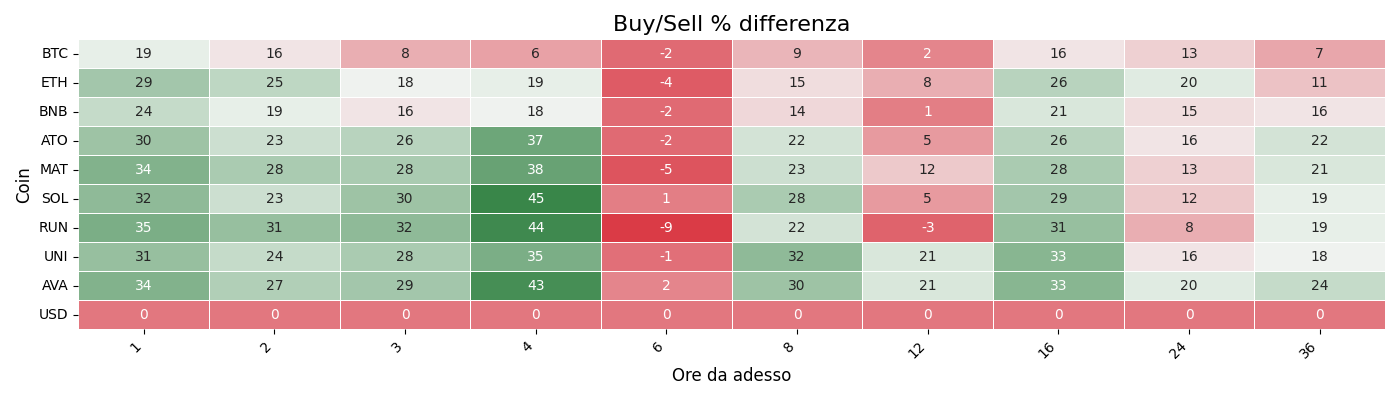 Buy/Sell % differenza
Coin
BTC 19 16 8 6 -2 9 2 16 13 7
ETH 29 25 18 19 -4 15 8 26 20 11
BNB 24 19 16 18 -2 14 1 21 15 16
ATO 30 23 26 37 -2 22 5 26 16 22
MAT 34 28 28 38 -5 23 12 28 13 21
SOL 32 23 30 45 1 28 5 29 12 19
RUN 35 31 32 44 -9 22 -3 31 8 19
UNI 31 24 28 35 -1 32 21 33 16 18
AVA 34 27 29 43 2 30 21 33 20 24
USD 0 0 0 0 0 0 0 0 0 0
1 2 3 4 6 8 12 16 24 36
Ore da adesso